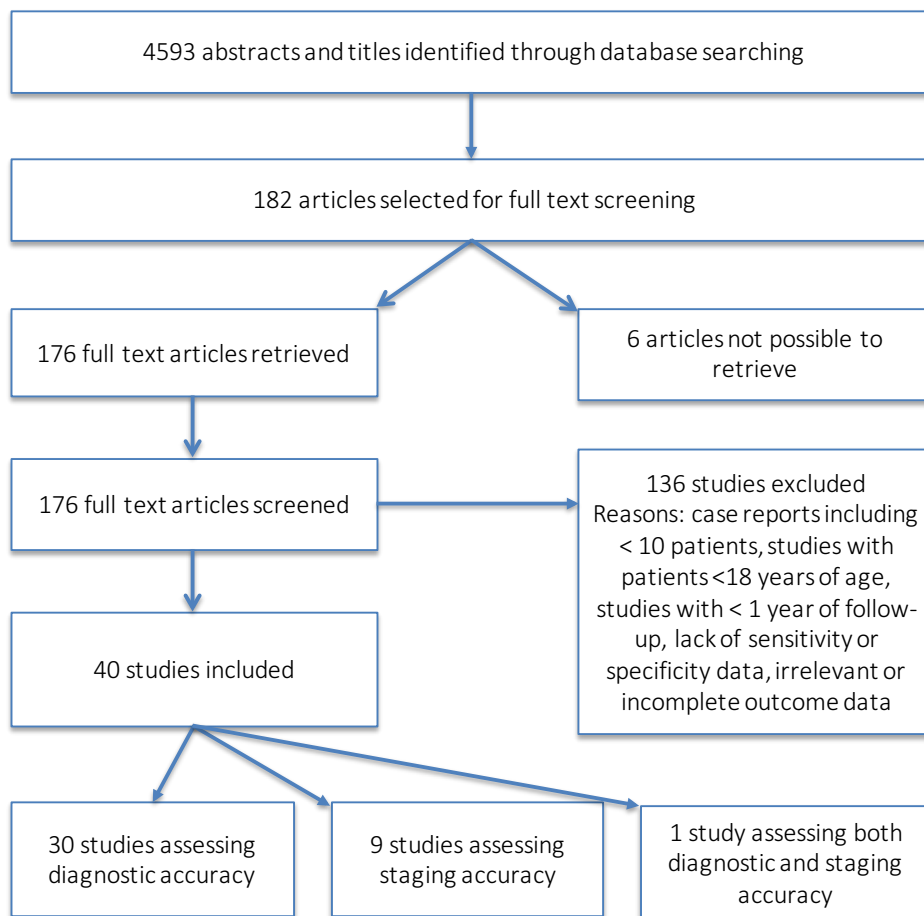 4593 abstracts and titles identified through database searching
182 articles selected for full text screening
176 full text articles retrieved
6 articles not possible to
retrieve
176 full text articles screened
136 studies excluded
Reasons: case reports including
< 10 patients, studies with
patients <18 years of age,
studies with < 1 year of follow-
up, lack of sensitivity or
specificity data, irrelevant or
incomplete outcome data
40 studies included
30 studies assessing
diagnostic accuracy
9 studies assessing
staging accuracy
1 study assessing both
diagnostic and staging
accuracy